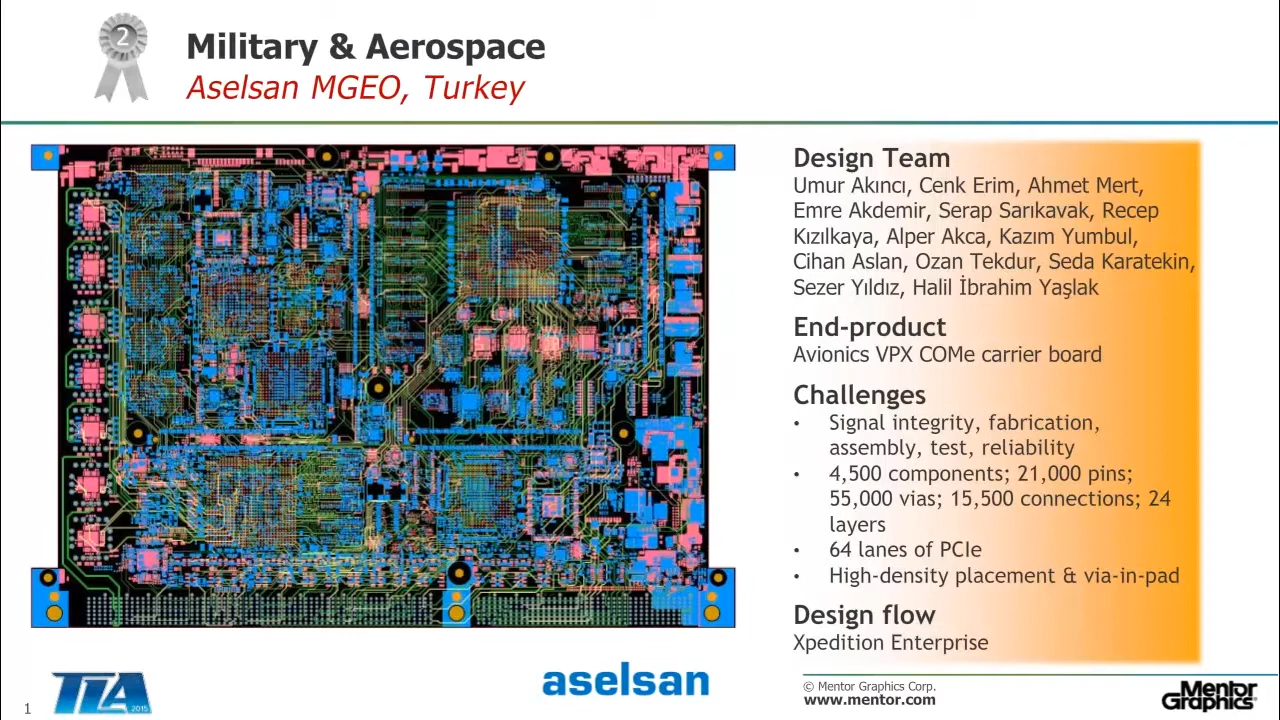 2
Military & Aerospace
Aselsan MGEO, Turkey
Design Team
Umur Akıncı, Cenk Erim, Ahmet Mert,
Emre Akdemir, Serap Sarıkavak, Recep
Kızılkaya, Alper Akca, Kazım Yumbul,
Cihan Aslan, Ozan Tekdur, Seda Karatekin,
Sezer Yıldız, Halil İbrahim Yaşlak
End-product
Avionics VPX COMe carrier board
Challenges
• Signal integrity, fabrication,
assembly, test, reliability
• 4,500 components; 21,000 pins;
55,000 vias; 15,500 connections; 24
layers
• 64 lanes of PCIe
• High-density placement & via-in-pad
Design flow
Xpedition Enterprise
1
TLA 2015
aselsan
© Mentor Graphics Corp.
www.mentor.com
Mentor
Graphics